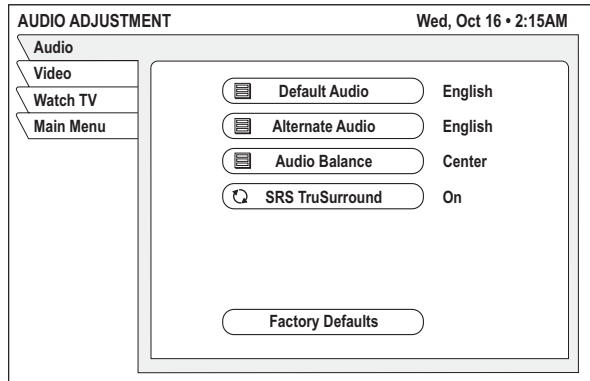 AUDIO ADJUSTMENT Wed, Oct 16 • 2:15AM
Audio
Video
Watch TV
Main Menu
Default Audio English
Alternate Audio English
Audio Balance Center
SRS TruSurround On
Factory Defaults